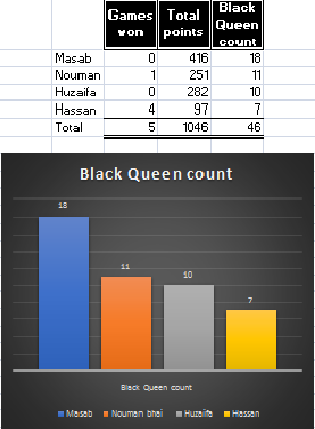 Games won Total points Black Queen count
Masab 0 416 18
Nouman 1 251 11
Huzaifa 0 282 10
Hassan 4 97 7
Total 5 1046 46
Black Queen count
18
11
10
7
Black Queen count
Masab Nouman bhai Huzaifa Hassan